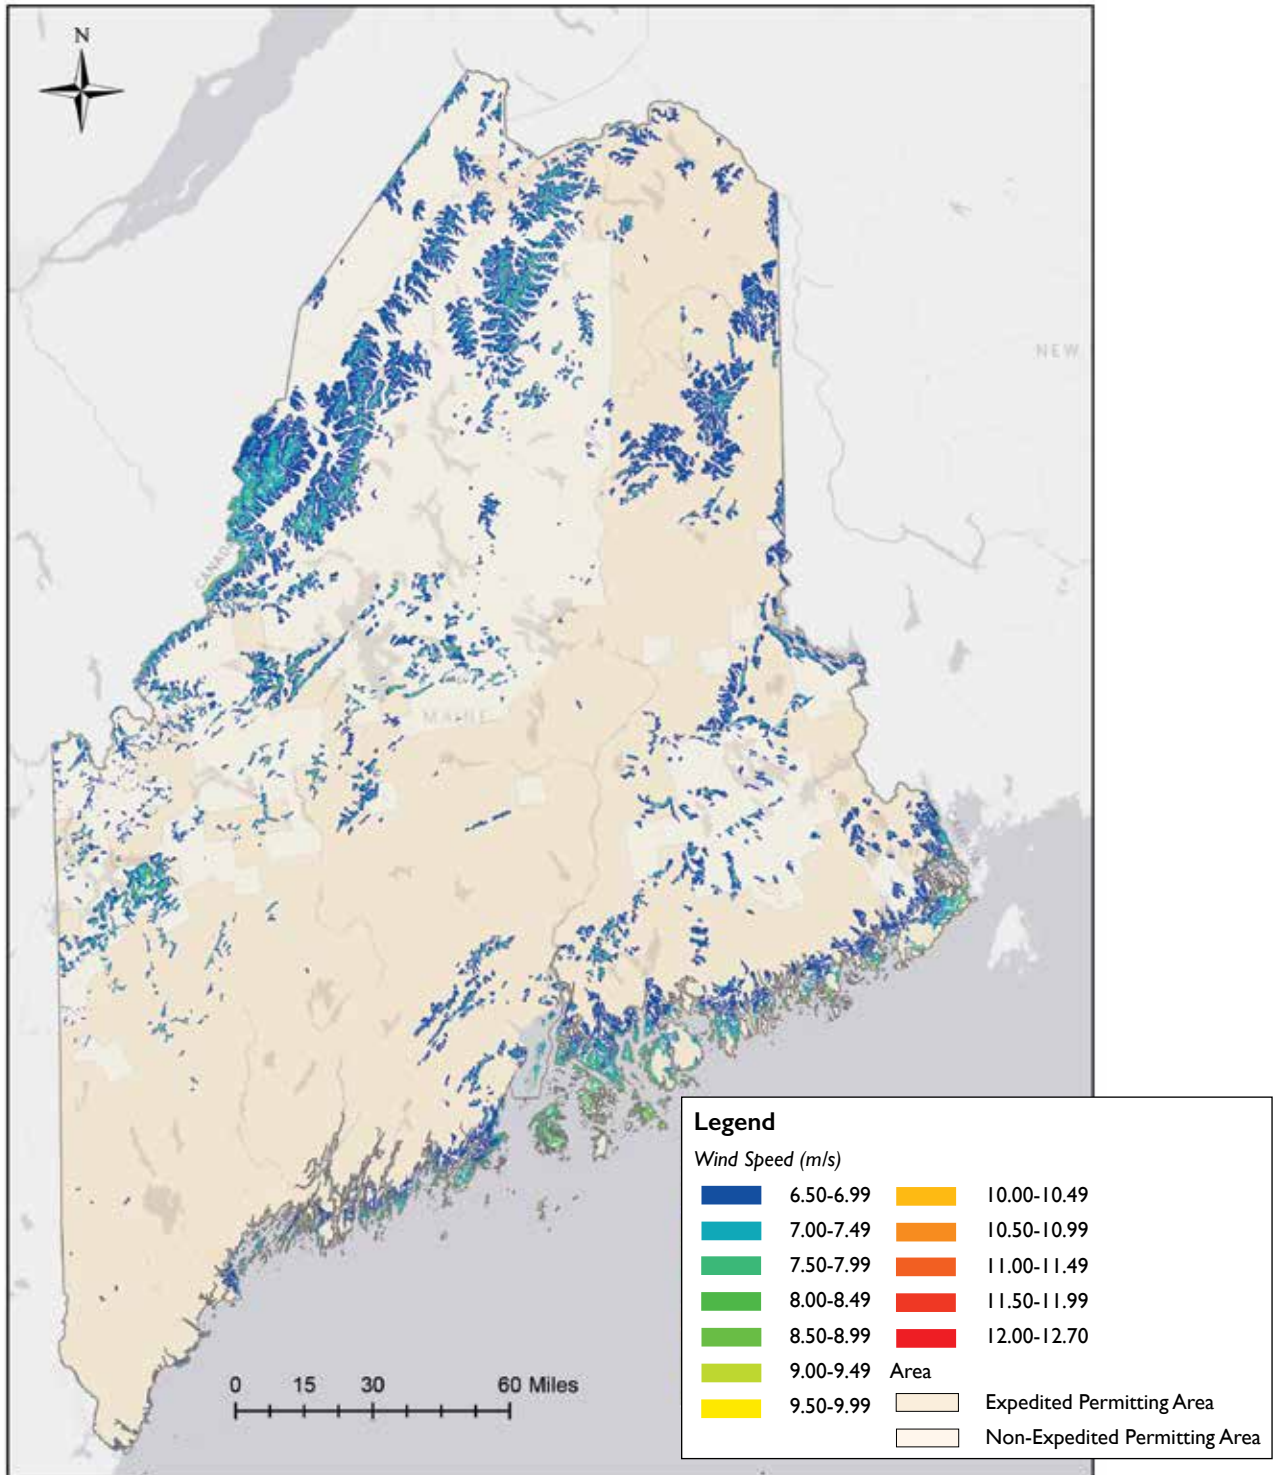 N
NEW
CANADA
MAINE
Legend
Wind Speed (m/s)
6.50-6.99
7.00-7.49
7.50-7.99
8.00-8.49
8.50-8.99
9.00-9.49
9.50-9.99
10.00-10.49
10.50-10.99
11.00-11.49
11.50-11.99
12.00-12.70
Area
Expedited Permitting Area
Non-Expedited Permitting Area
0 15 30 60 Miles